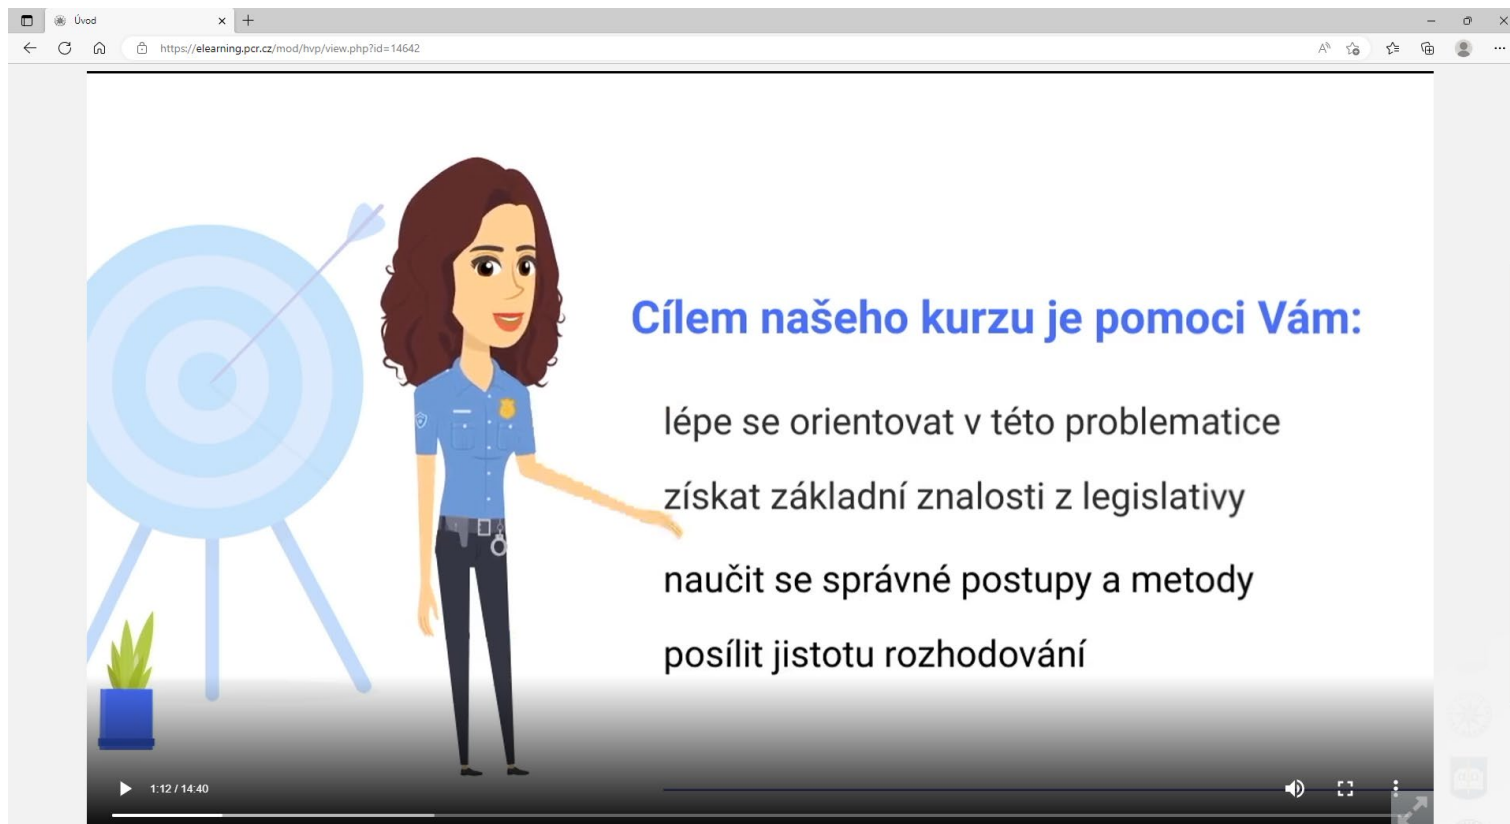 Úvod
https://elearning.pcr.cz/mod/hvp/view.php?id=14642
Cílem našeho kurzu je pomoci Vám:
lépe se orientovat v této problematice
získat základní znalosti z legislativy
naučit se správné postupy a metody
posílit jistotu rozhodování
1:12 / 14:40